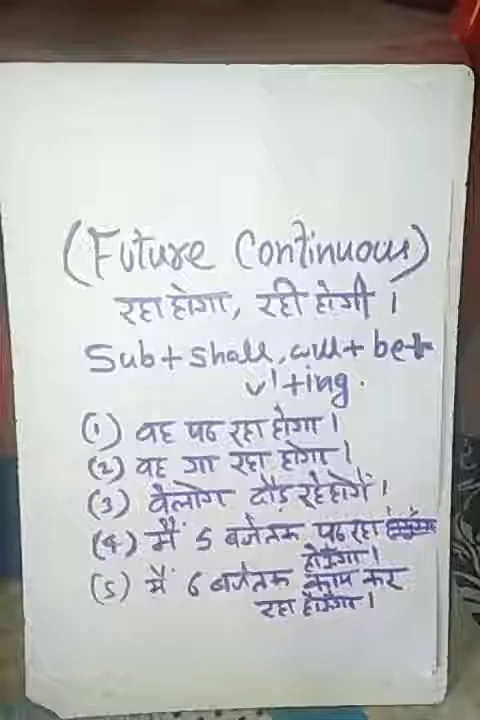 (Future Continuous)
रहा होगा, रही होगी ।
Sub + shall, will + be +
v¹ + ing.
(1) वह पढ रहा होगा ।
(2) वह गा रहा होगा ।
(3) वेलोग दौड़ रहे होगें ।
(4) मैं 5 बजे तक पढ रहा
होऊँगा ।
(5) मैं 6 बजे तक काम कर
रहा होऊँगा ।